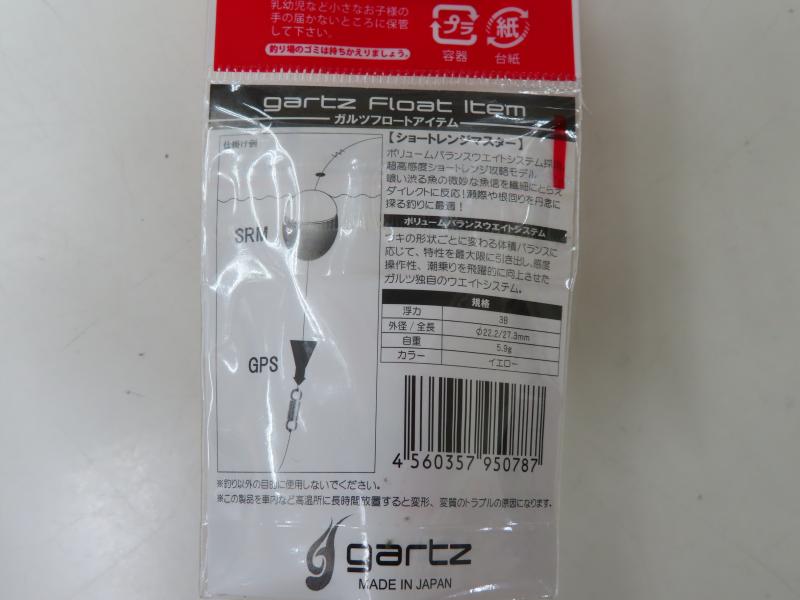 乳幼児など小さなお子様の
手の届かないところに保管
して下さい。
釣り場のゴミは持ちかえりましょう。
プラ
容器
紙
台紙
gartz Float Item
ガルツフロートアイテム
仕掛け例
SRM
GPS
【ショートレンジマスター】
ボリュームバランスウエイトシステム採用
超高感度ショートレンジ攻略モデル
喰い渋る魚の微妙な魚信を繊細にとらえ
ダイレクトに反応!瀬際や根回りを丹念に
探る釣りに最適!
ボリュームバランスウエイトシステム
ウキの形状ごとに変わる体積バランスに
応じて、特性を最大限に引き出し、感度
操作性、潮乗りを飛躍的に向上させた
ガルツ独自のウエイトシステム。
規格
浮力 3B
外径/全長 Φ22.2/27.3mm
自重 5.9g
カラー イエロー
4 560357 950787
※釣り以外の目的に使用しないでください。
※この製品を車内など高温所に長時間放置すると変形、変質のトラブルの原因になります。
gartz
MADE IN JAPAN